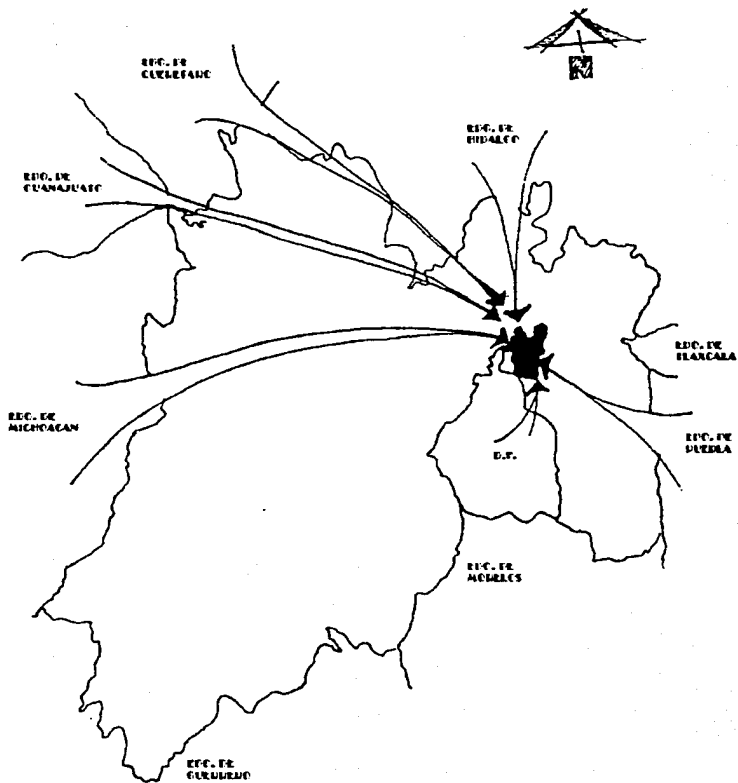 N
EDO. DE
QUERETARO
EDO. DE
HIDALGO
EDO. DE
GUANAJUATO
EDO. DE
TLAXCALA
EDO. DE
MICHOACAN
EDO. DE
PUEBLA
D.F.
EDO. DE
MORELOS
EDO. DE
GUERRERO